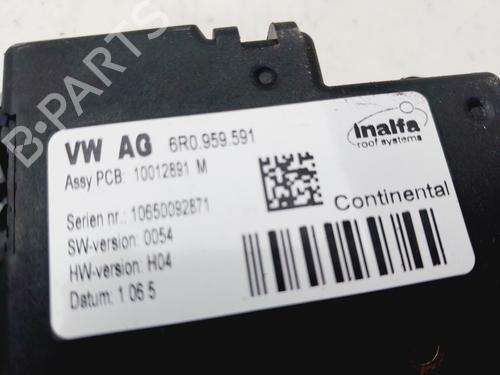 B-PARTS
VW AG 6R0.959.591
Assy PCB: 10012891 M
inalfa
roof systems
Serien nr.: 10650092871
Continental
SW-version: 0054
HW-version: H04
Datum: 1 06 5